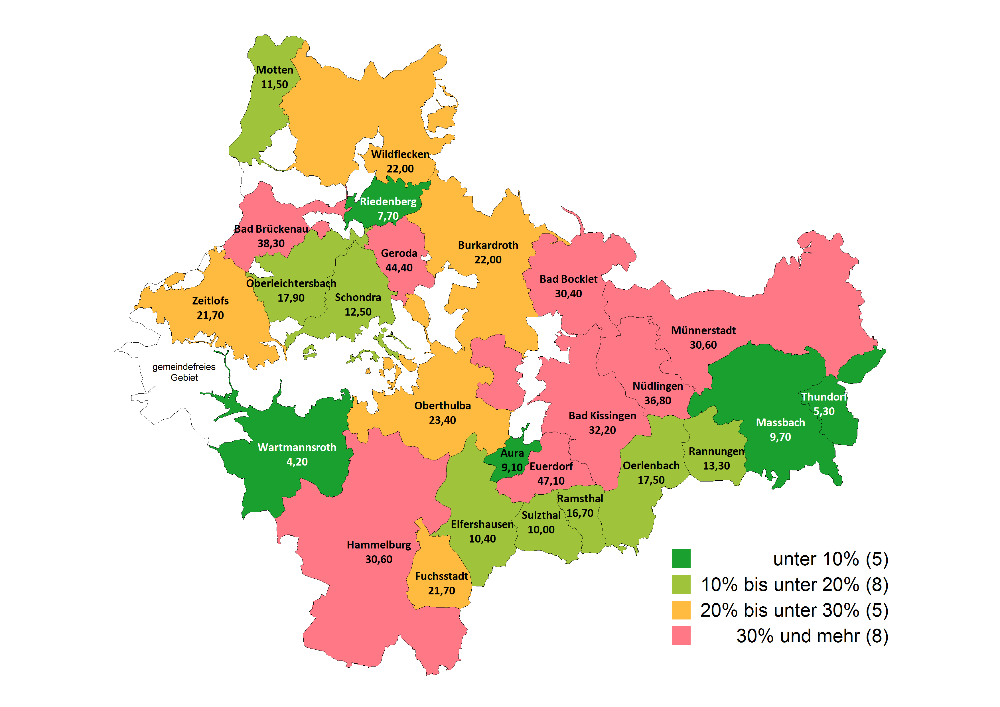 Motten
11,50
Wildflecken
22,00
Riedenberg
7,70
Bad Brückenau
38,30
Geroda
44,40
Burkardroth
22,00
Bad Bocklet
30,40
Oberleichtersbach
17,90
Schondra
12,50
Zeitlofs
21,70
Münnerstadt
30,60
gemeindefreies
Gebiet
Nüdlingen
36,80
Thundorf
5,30
Oberthulba
23,40
Bad Kissingen
32,20
Massbach
9,70
Wartmannsroth
4,20
Aura
9,10
Euerdorf
47,10
Oerlenbach
17,50
Rannungen
13,30
Ramsthal
16,70
Sulzthal
10,00
Elfershausen
10,40
Hammelburg
30,60
Fuchsstadt
21,70
unter 10% (5)
10% bis unter 20% (8)
20% bis unter 30% (5)
30% und mehr (8)